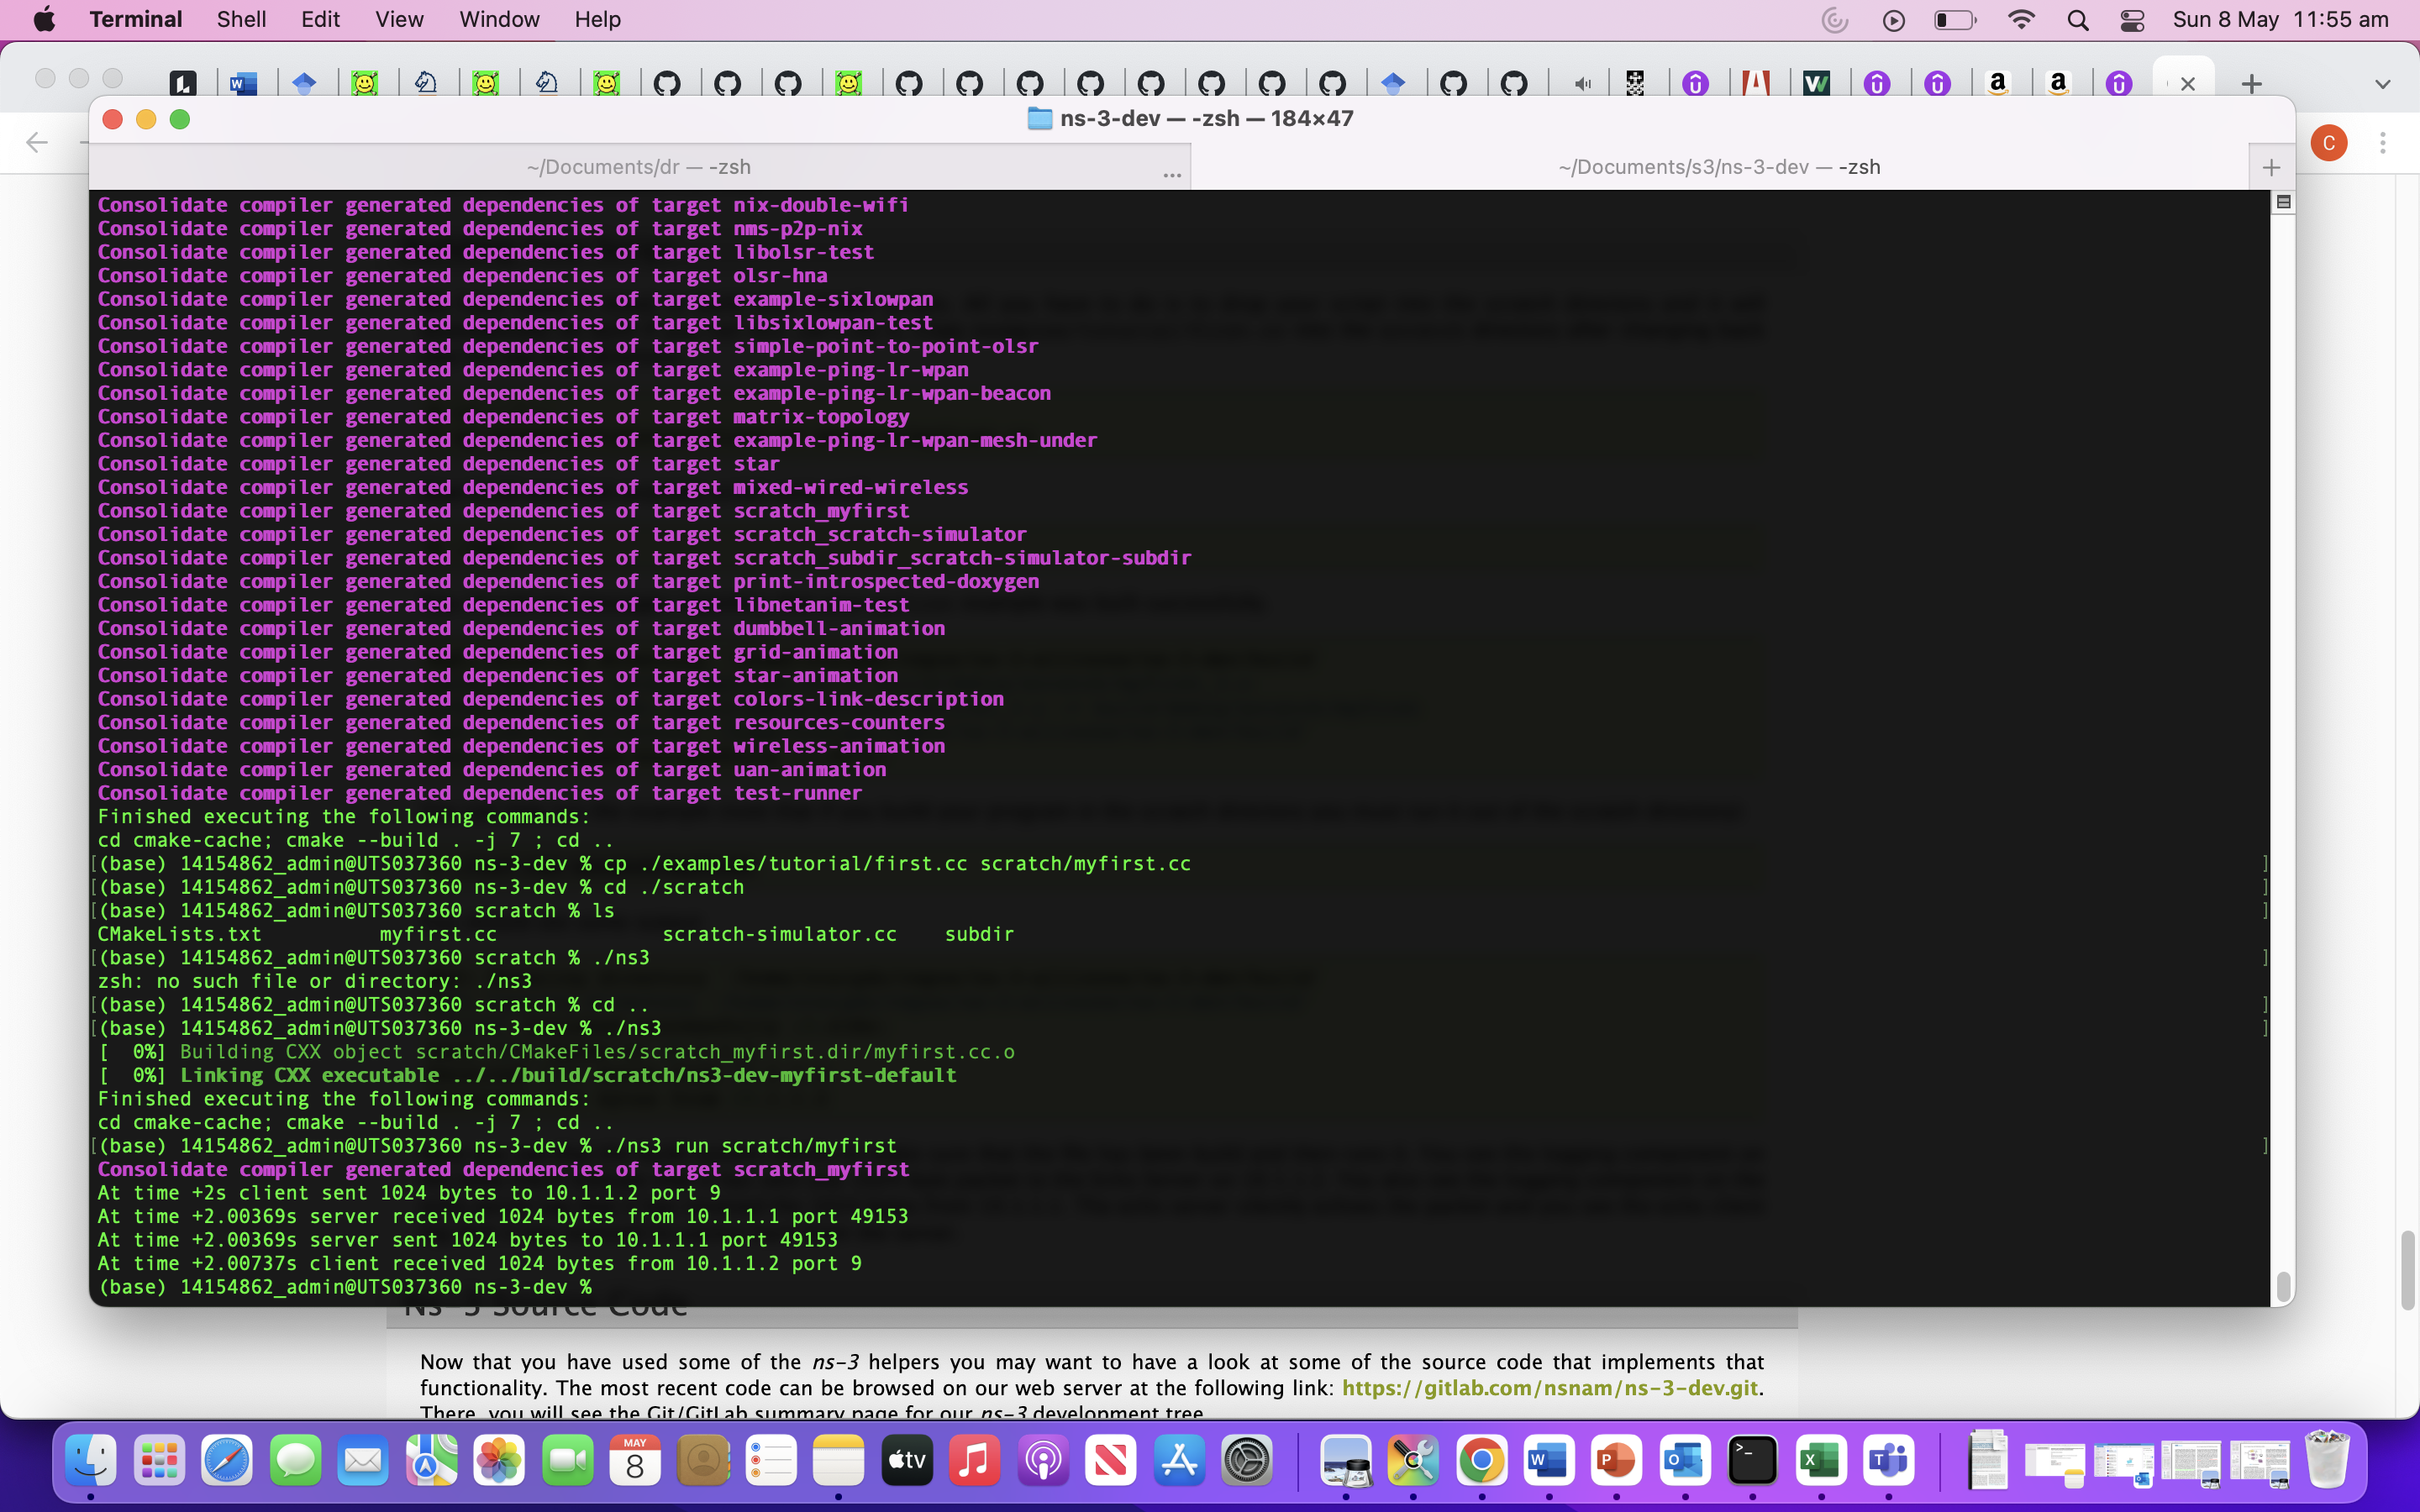 Terminal Shell Edit View Window Help Sun 8 May 11:55 am
ns-3-dev — -zsh — 184×47
~/Documents/dr — -zsh ... ~/Documents/s3/ns-3-dev — -zsh
C
Consolidate compiler generated dependencies of target nix-double-wifi
Consolidate compiler generated dependencies of target nms-p2p-nix
Consolidate compiler generated dependencies of target libolsr-test
Consolidate compiler generated dependencies of target olsr-hna
Consolidate compiler generated dependencies of target example-sixlowpan
Consolidate compiler generated dependencies of target libsixlowpan-test
Consolidate compiler generated dependencies of target simple-point-to-point-olsr
Consolidate compiler generated dependencies of target example-ping-lr-wpan
Consolidate compiler generated dependencies of target example-ping-lr-wpan-beacon
Consolidate compiler generated dependencies of target matrix-topology
Consolidate compiler generated dependencies of target example-ping-lr-wpan-mesh-under
Consolidate compiler generated dependencies of target star
Consolidate compiler generated dependencies of target mixed-wired-wireless
Consolidate compiler generated dependencies of target scratch_myfirst
Consolidate compiler generated dependencies of target scratch_scratch-simulator
Consolidate compiler generated dependencies of target scratch_subdir_scratch-simulator-subdir
Consolidate compiler generated dependencies of target print-introspected-doxygen
Consolidate compiler generated dependencies of target libnetanim-test
Consolidate compiler generated dependencies of target dumbbell-animation
Consolidate compiler generated dependencies of target grid-animation
Consolidate compiler generated dependencies of target star-animation
Consolidate compiler generated dependencies of target colors-link-description
Consolidate compiler generated dependencies of target resources-counters
Consolidate compiler generated dependencies of target wireless-animation
Consolidate compiler generated dependencies of target uan-animation
Consolidate compiler generated dependencies of target test-runner
Finished executing the following commands:
cd cmake-cache; cmake --build . -j 7 ; cd ..
[(base) 14154862_admin@UTS037360 ns-3-dev % cp ./examples/tutorial/first.cc scratch/myfirst.cc ]
[(base) 14154862_admin@UTS037360 ns-3-dev % cd ./scratch ]
[(base) 14154862_admin@UTS037360 scratch % ls ]
CMakeLists.txt myfirst.cc scratch-simulator.cc subdir
[(base) 14154862_admin@UTS037360 scratch % ./ns3 ]
zsh: no such file or directory: ./ns3
[(base) 14154862_admin@UTS037360 scratch % cd .. ]
[(base) 14154862_admin@UTS037360 ns-3-dev % ./ns3 ]
[ 0%] Building CXX object scratch/CMakeFiles/scratch_myfirst.dir/myfirst.cc.o
[ 0%] Linking CXX executable ../../build/scratch/ns3-dev-myfirst-default
Finished executing the following commands:
cd cmake-cache; cmake --build . -j 7 ; cd ..
[(base) 14154862_admin@UTS037360 ns-3-dev % ./ns3 run scratch/myfirst ]
Consolidate compiler generated dependencies of target scratch_myfirst
At time +2s client sent 1024 bytes to 10.1.1.2 port 9
At time +2.00369s server received 1024 bytes from 10.1.1.1 port 49153
At time +2.00369s server sent 1024 bytes to 10.1.1.1 port 49153
At time +2.00737s client received 1024 bytes from 10.1.1.2 port 9
(base) 14154862_admin@UTS037360 ns-3-dev %
Ns-3 Source Code
Now that you have used some of the ns-3 helpers you may want to have a look at some of the source code that implements that
functionality. The most recent code can be browsed on our web server at the following link: https://gitlab.com/nsnam/ns-3-dev.git.
There, you will see the Git/GitLab summary page for our ns-3 development tree.
MAY
8
tv